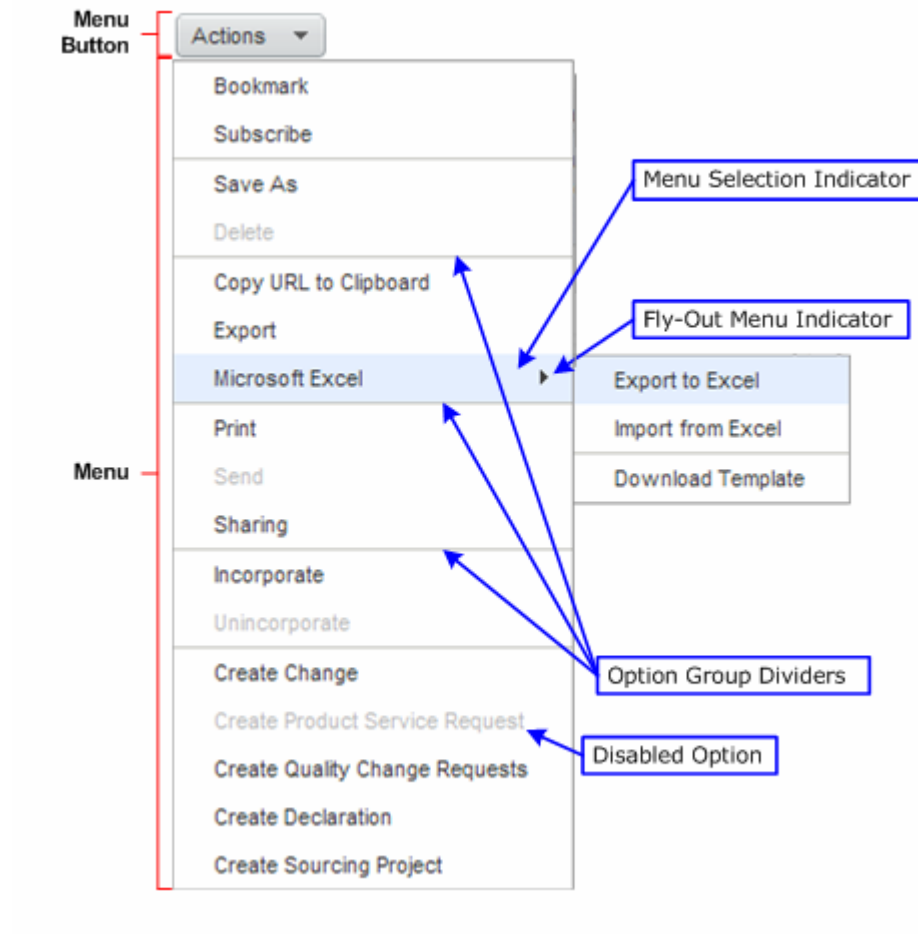 Menu
Button
Actions
Bookmark
Subscribe
Save As
Menu Selection Indicator
Delete
Copy URL to Clipboard
Export
Fly-Out Menu Indicator
Microsoft Excel
Export to Excel
Print
Import from Excel
Menu
Send
Download Template
Sharing
Incorporate
Unincorporate
Create Change
Option Group Dividers
Create Product Service Request
Disabled Option
Create Quality Change Requests
Create Declaration
Create Sourcing Project